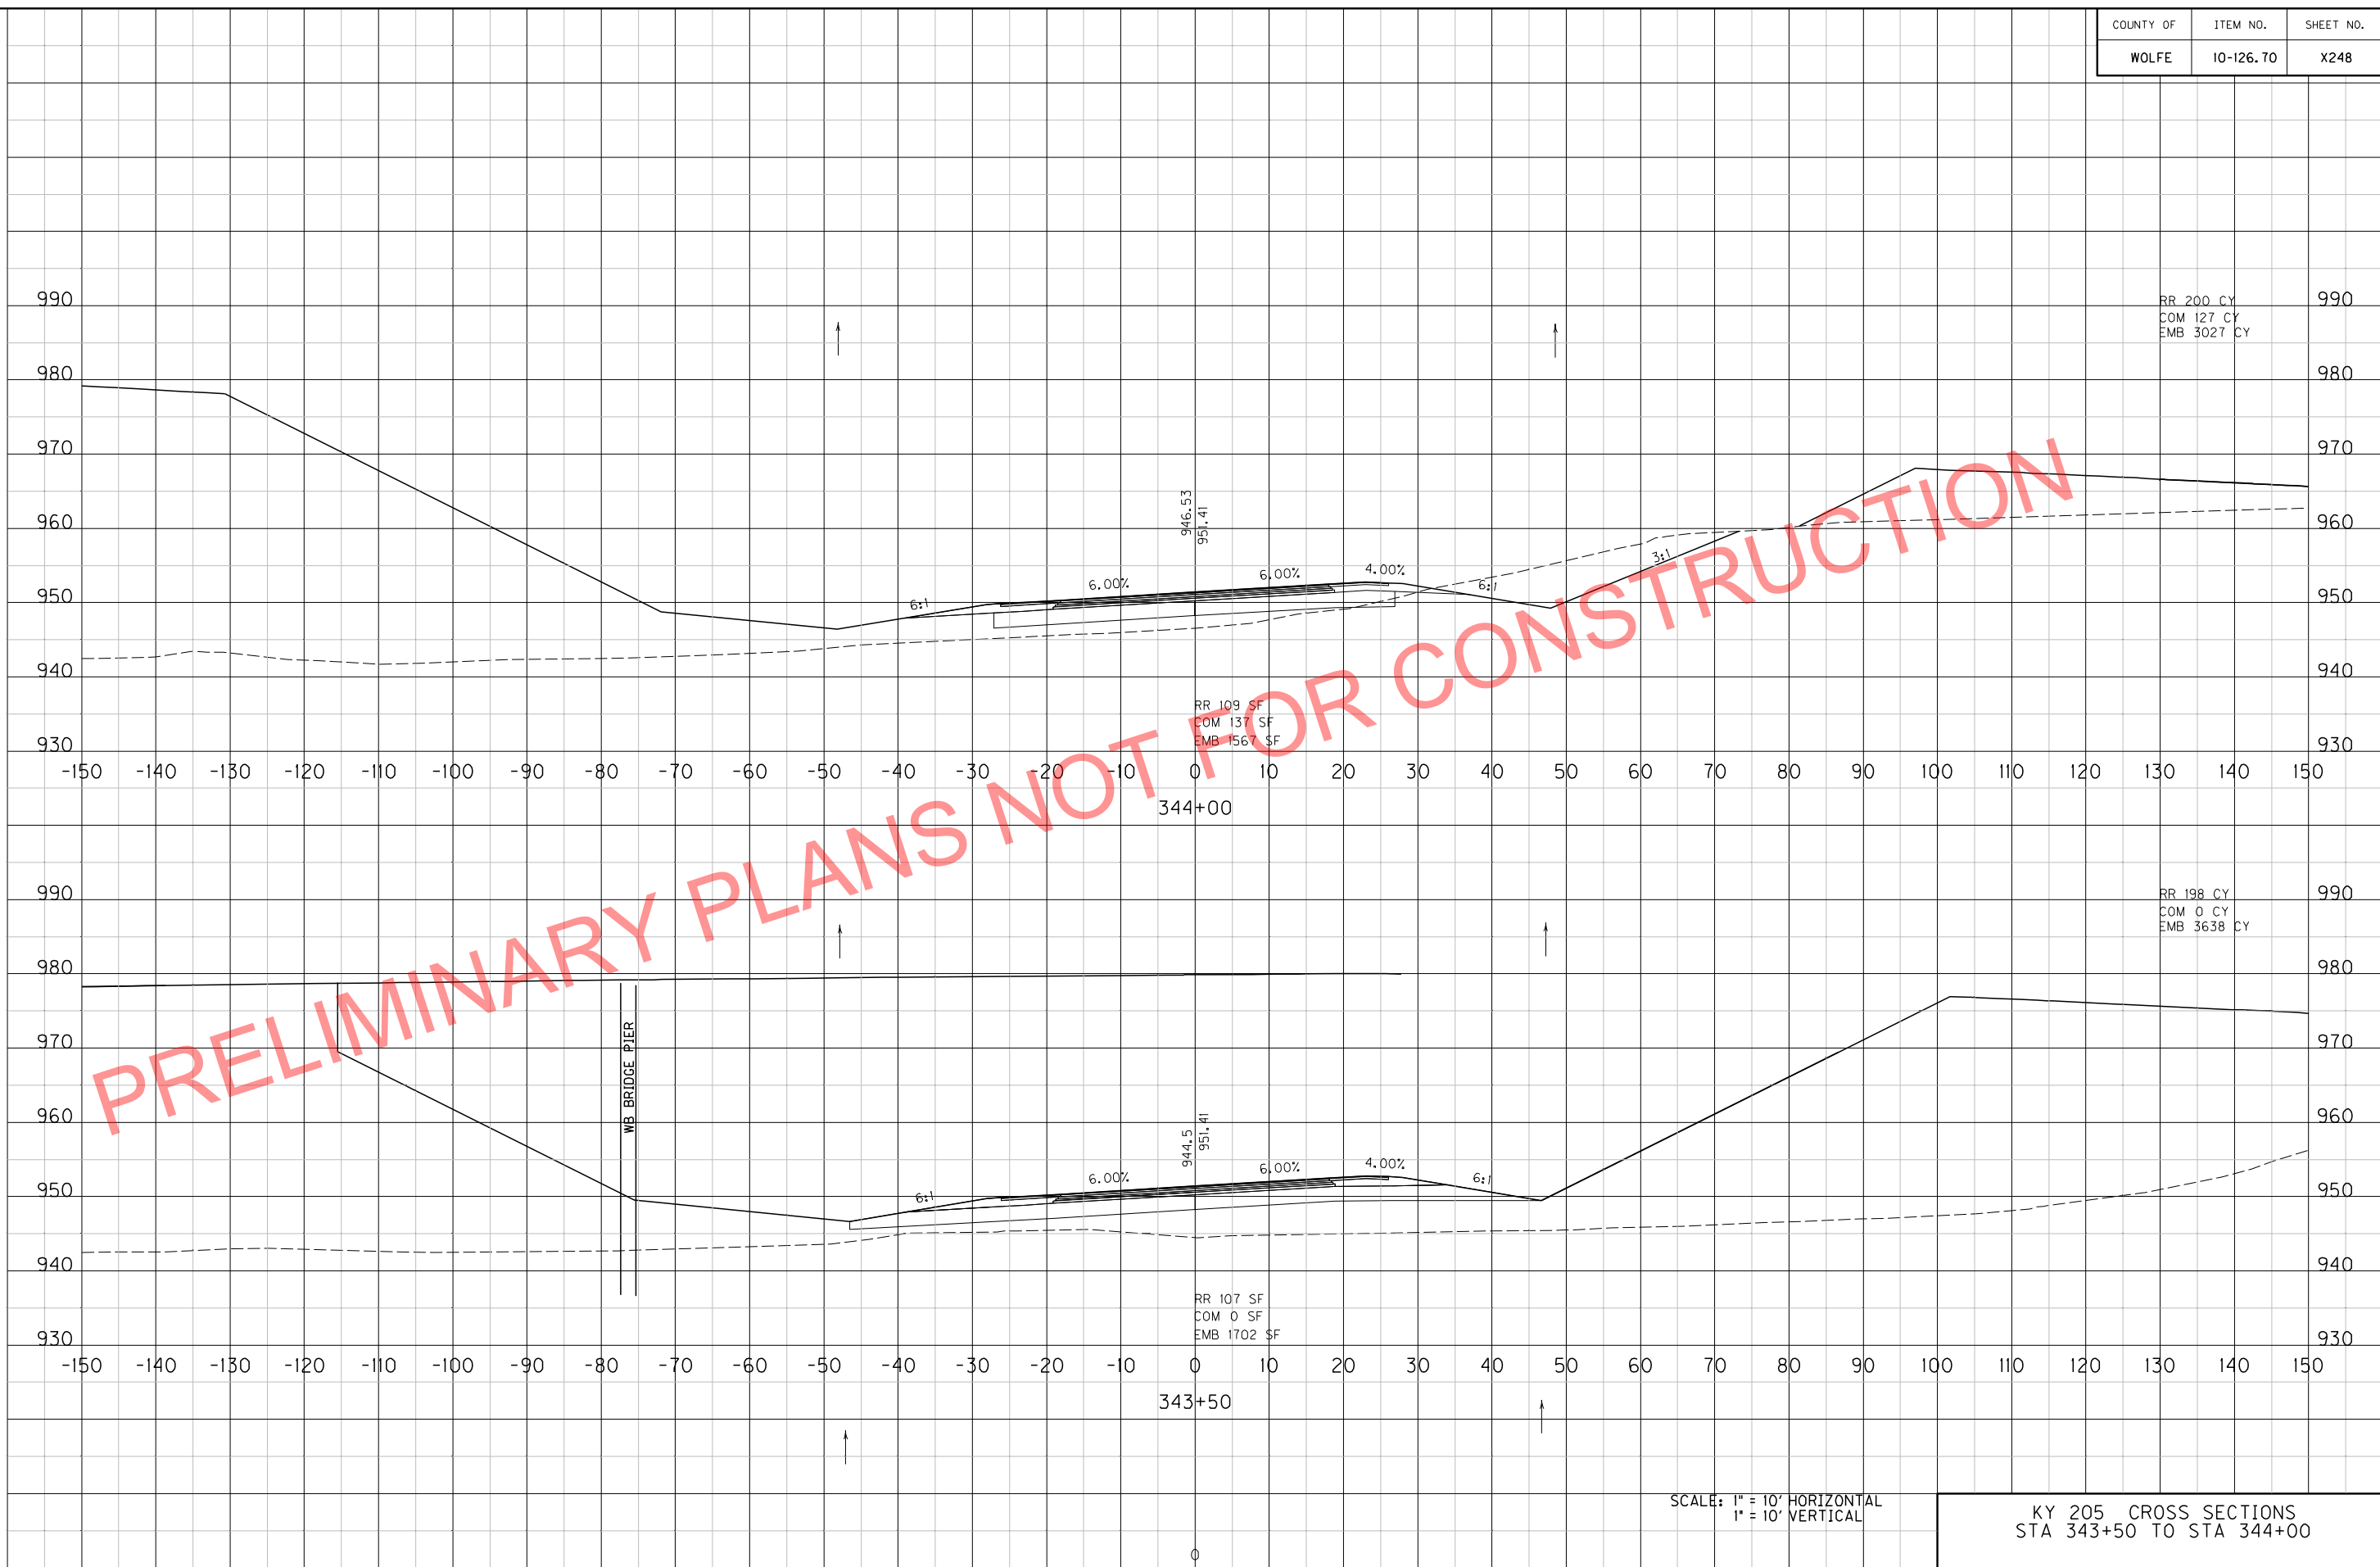 COUNTY OF ITEM NO. SHEET NO.
WOLFE 10-126.70 X248
990 990
RR 200 CY
COM 127 CY
EMB 3027 CY
980 980
970 970
960 960
946.53
951.41
950 950
6:1 6.00% 6.00% 4.00% 6:1 3:1
940 940
RR 109 SF
COM 137 SF
EMB 1567 SF
930 930
-150 -140 -130 -120 -110 -100 -90 -80 -70 -60 -50 -40 -30 -20 -10 0 10 20 30 40 50 60 70 80 90 100 110 120 130 140 150
344+00
PRELIMINARY PLANS NOT FOR CONSTRUCTION
990 990
RR 198 CY
COM 0 CY
EMB 3638 CY
980 980
970 970
WB BRIDGE PIER
960 960
944.5
951.41
950 950
6:1 6.00% 6.00% 4.00% 6:1
940 940
RR 107 SF
COM 0 SF
EMB 1702 SF
930 930
-150 -140 -130 -120 -110 -100 -90 -80 -70 -60 -50 -40 -30 -20 -10 0 10 20 30 40 50 60 70 80 90 100 110 120 130 140 150
343+50
SCALE: 1" = 10' HORIZONTAL
1" = 10' VERTICAL
KY 205 CROSS SECTIONS
STA 343+50 TO STA 344+00
0